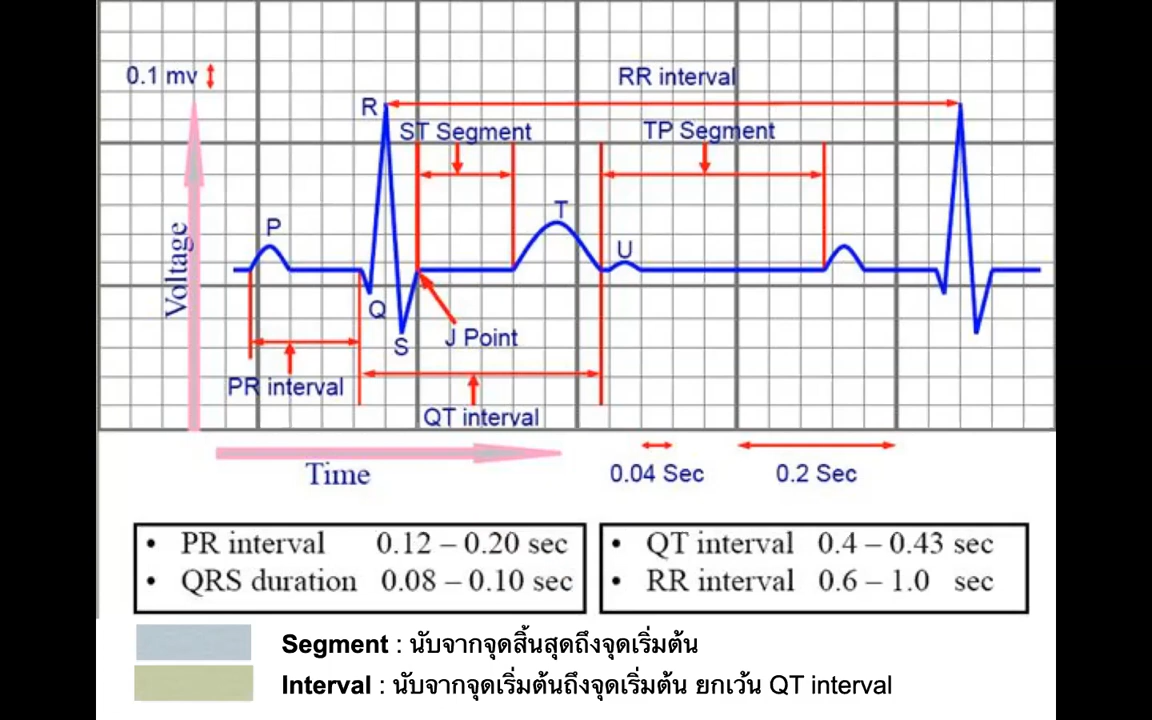 0.1 mv
RR interval
R
ST Segment
TP Segment
P
T
U
Voltage
Q
S
J Point
PR interval
QT interval
Time
0.04 Sec
0.2 Sec
• PR interval 0.12 – 0.20 sec
• QRS duration 0.08 – 0.10 sec
• QT interval 0.4 – 0.43 sec
• RR interval 0.6 – 1.0 sec
Segment : นับจากจุดสิ้นสุดถึงจุดเริ่มต้น
Interval : นับจากจุดเริ่มต้นถึงจุดเริ่มต้น ยกเว้น QT interval